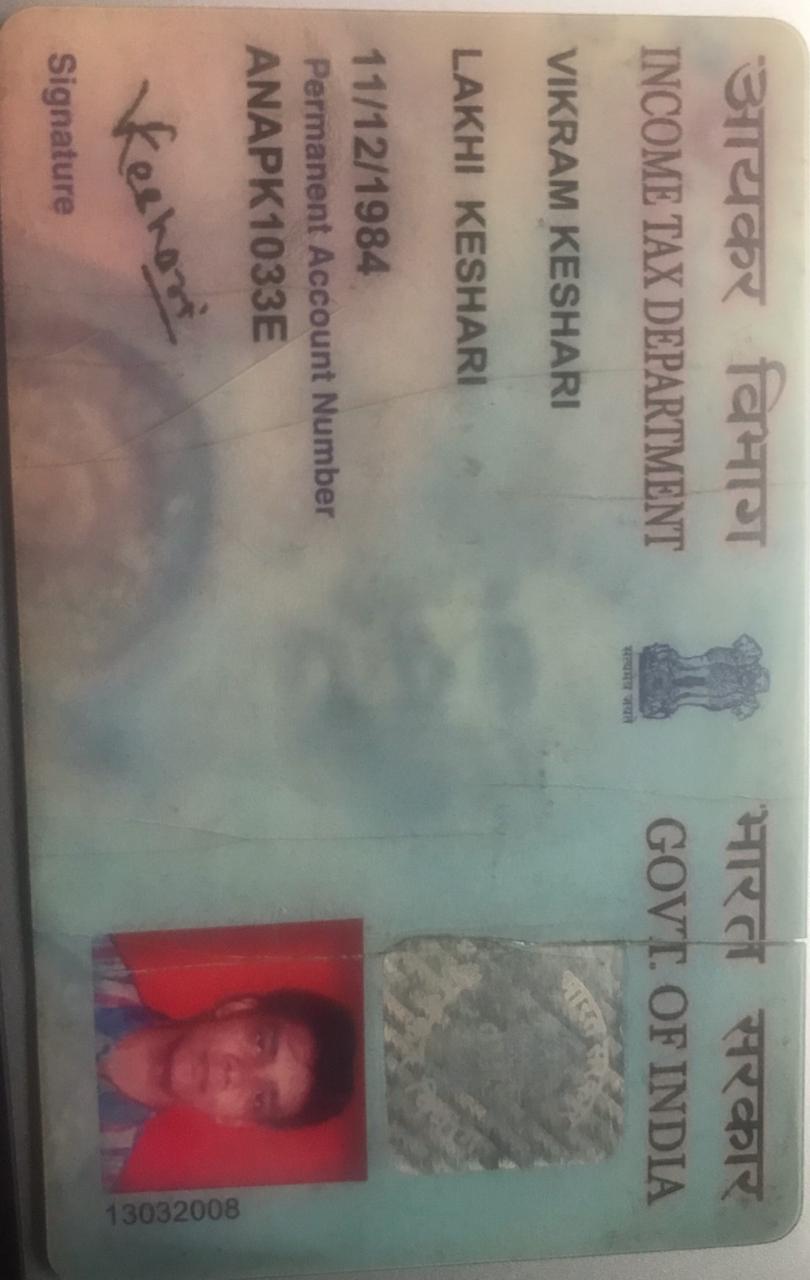 आयकर विभाग
INCOME TAX DEPARTMENT
सत्यमेव जयते
भारत सरकार
GOVT. OF INDIA
VIKRAM KESHARI
LAKHI KESHARI
11/12/1984
Permanent Account Number
ANAPK1033E
VKeshari
Signature
13032008